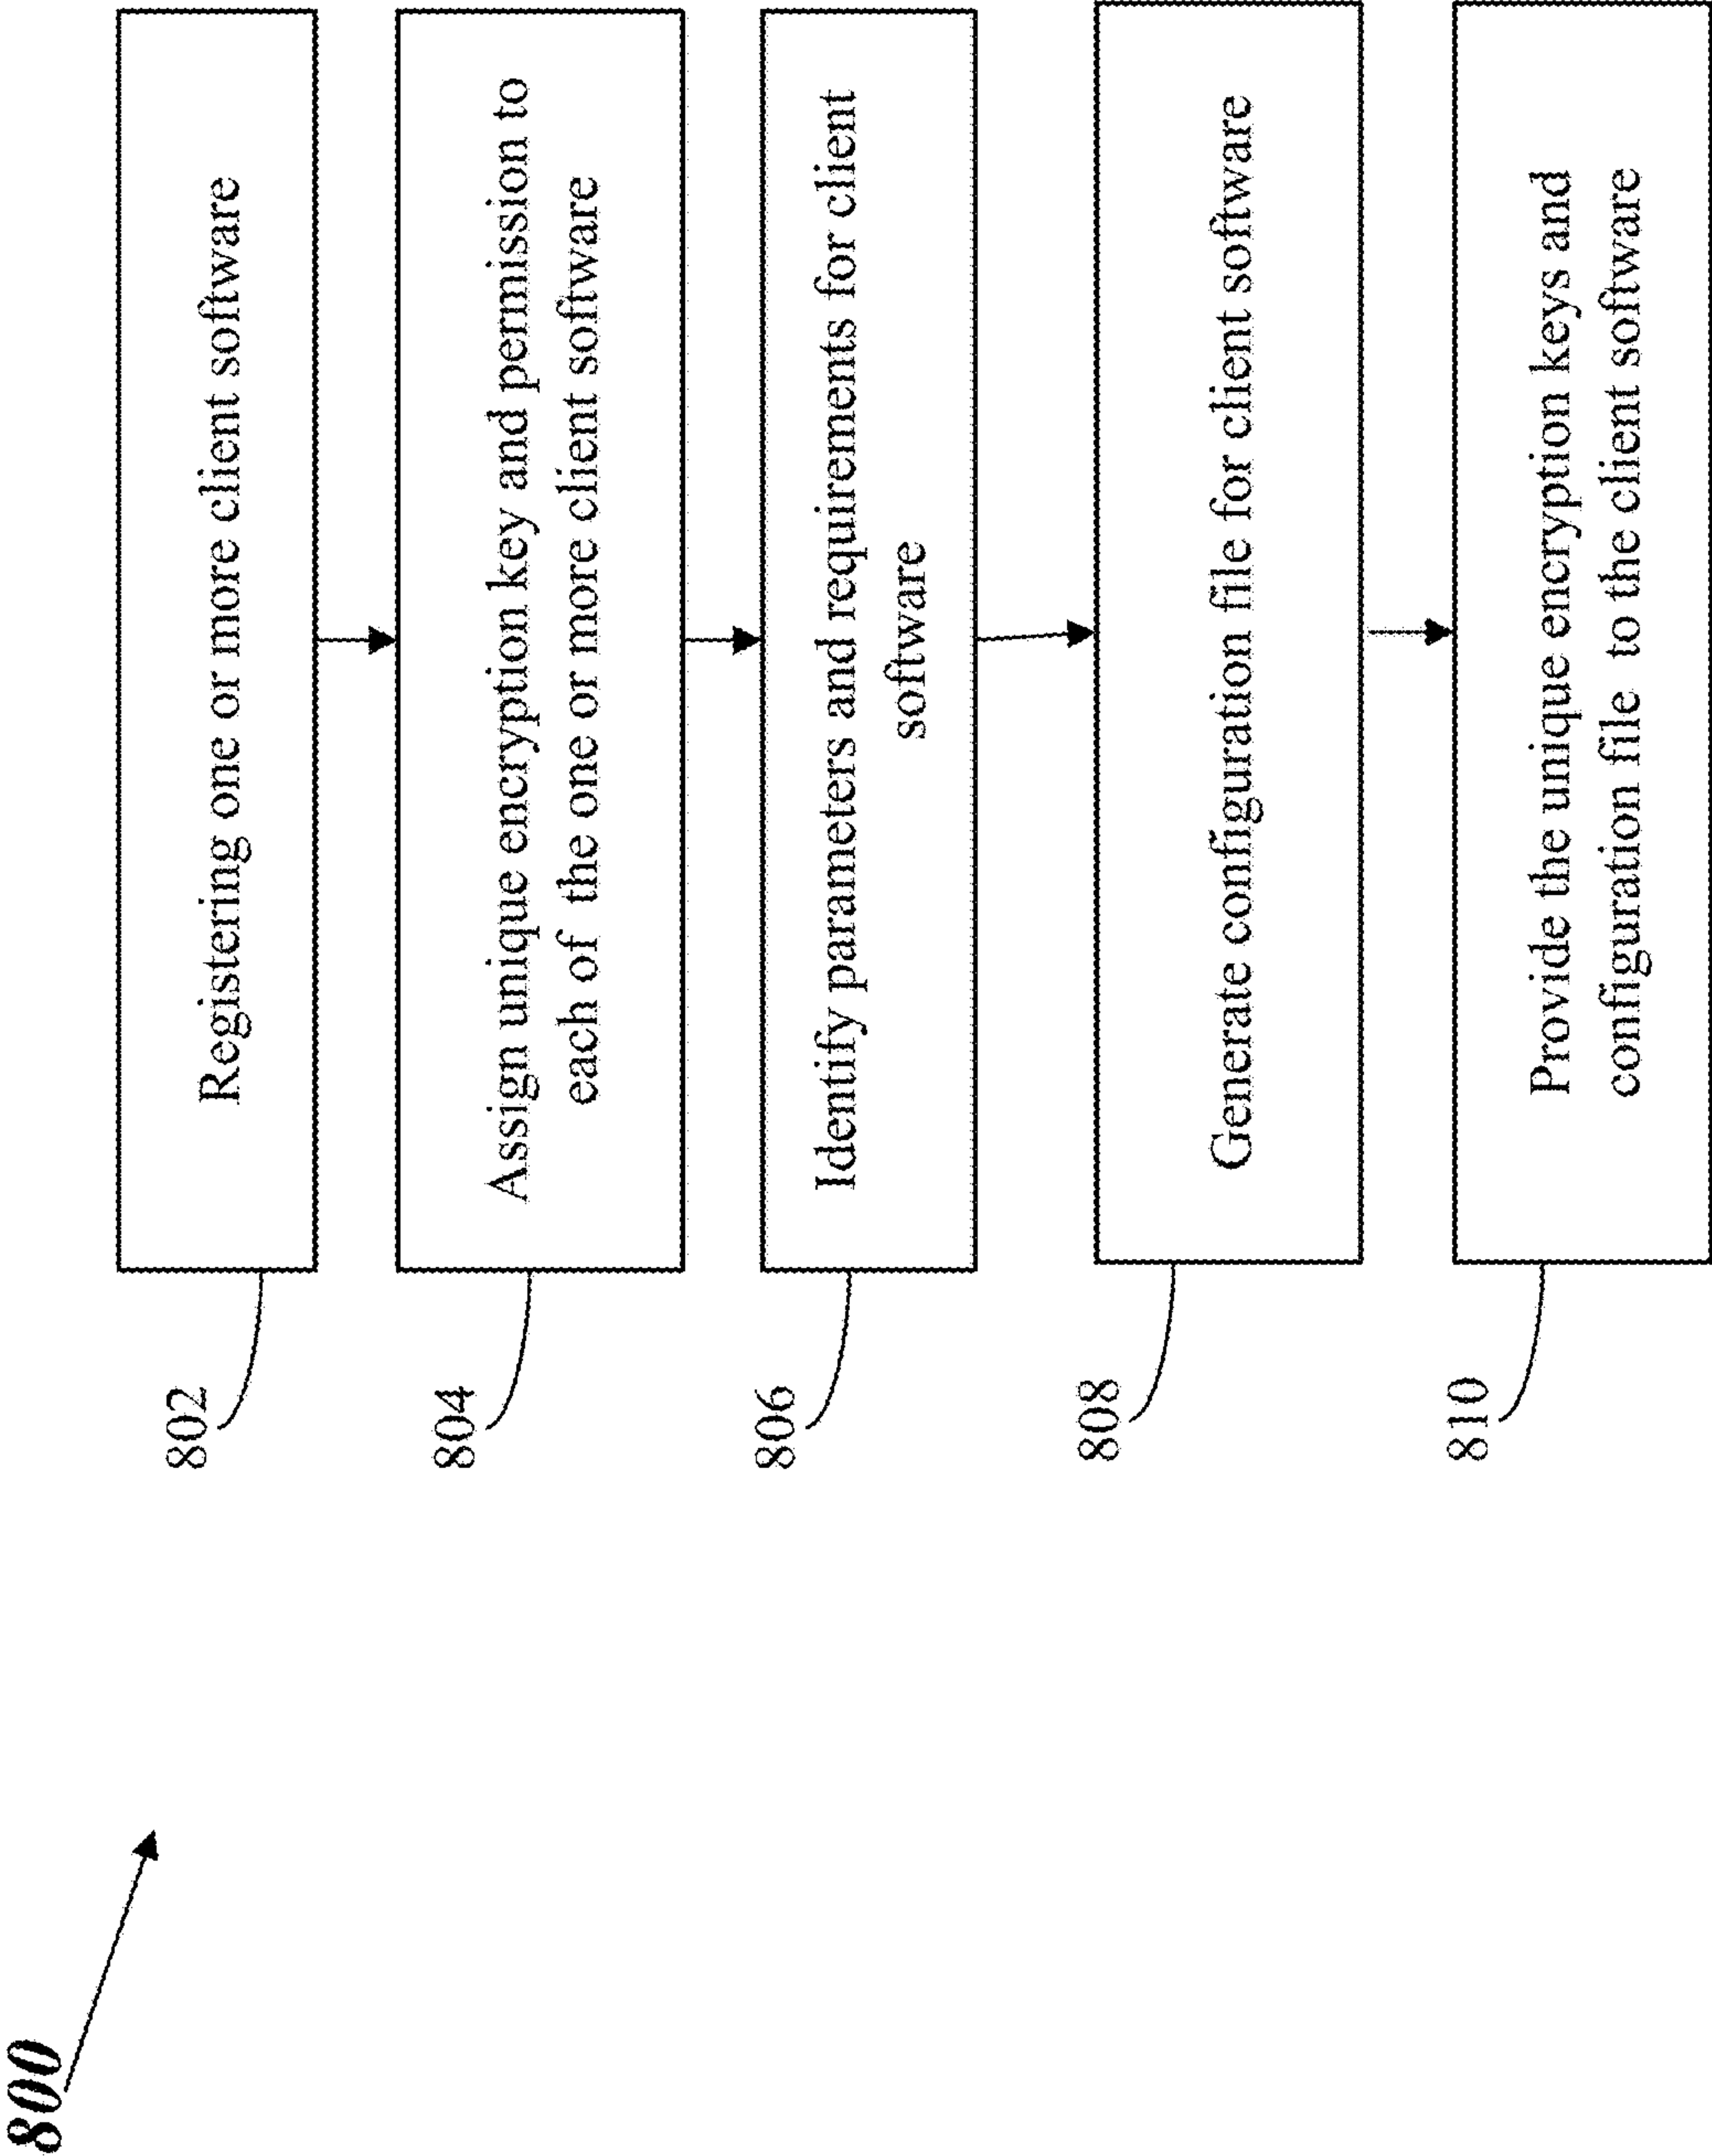 800
802
Registering one or more client software
804
Assign unique encryption key and permission to
each of the one or more client software
806
Identify parameters and requirements for client
software
808
Generate configuration file for client software
810
Provide the unique encryption keys and
configuration file to the client software